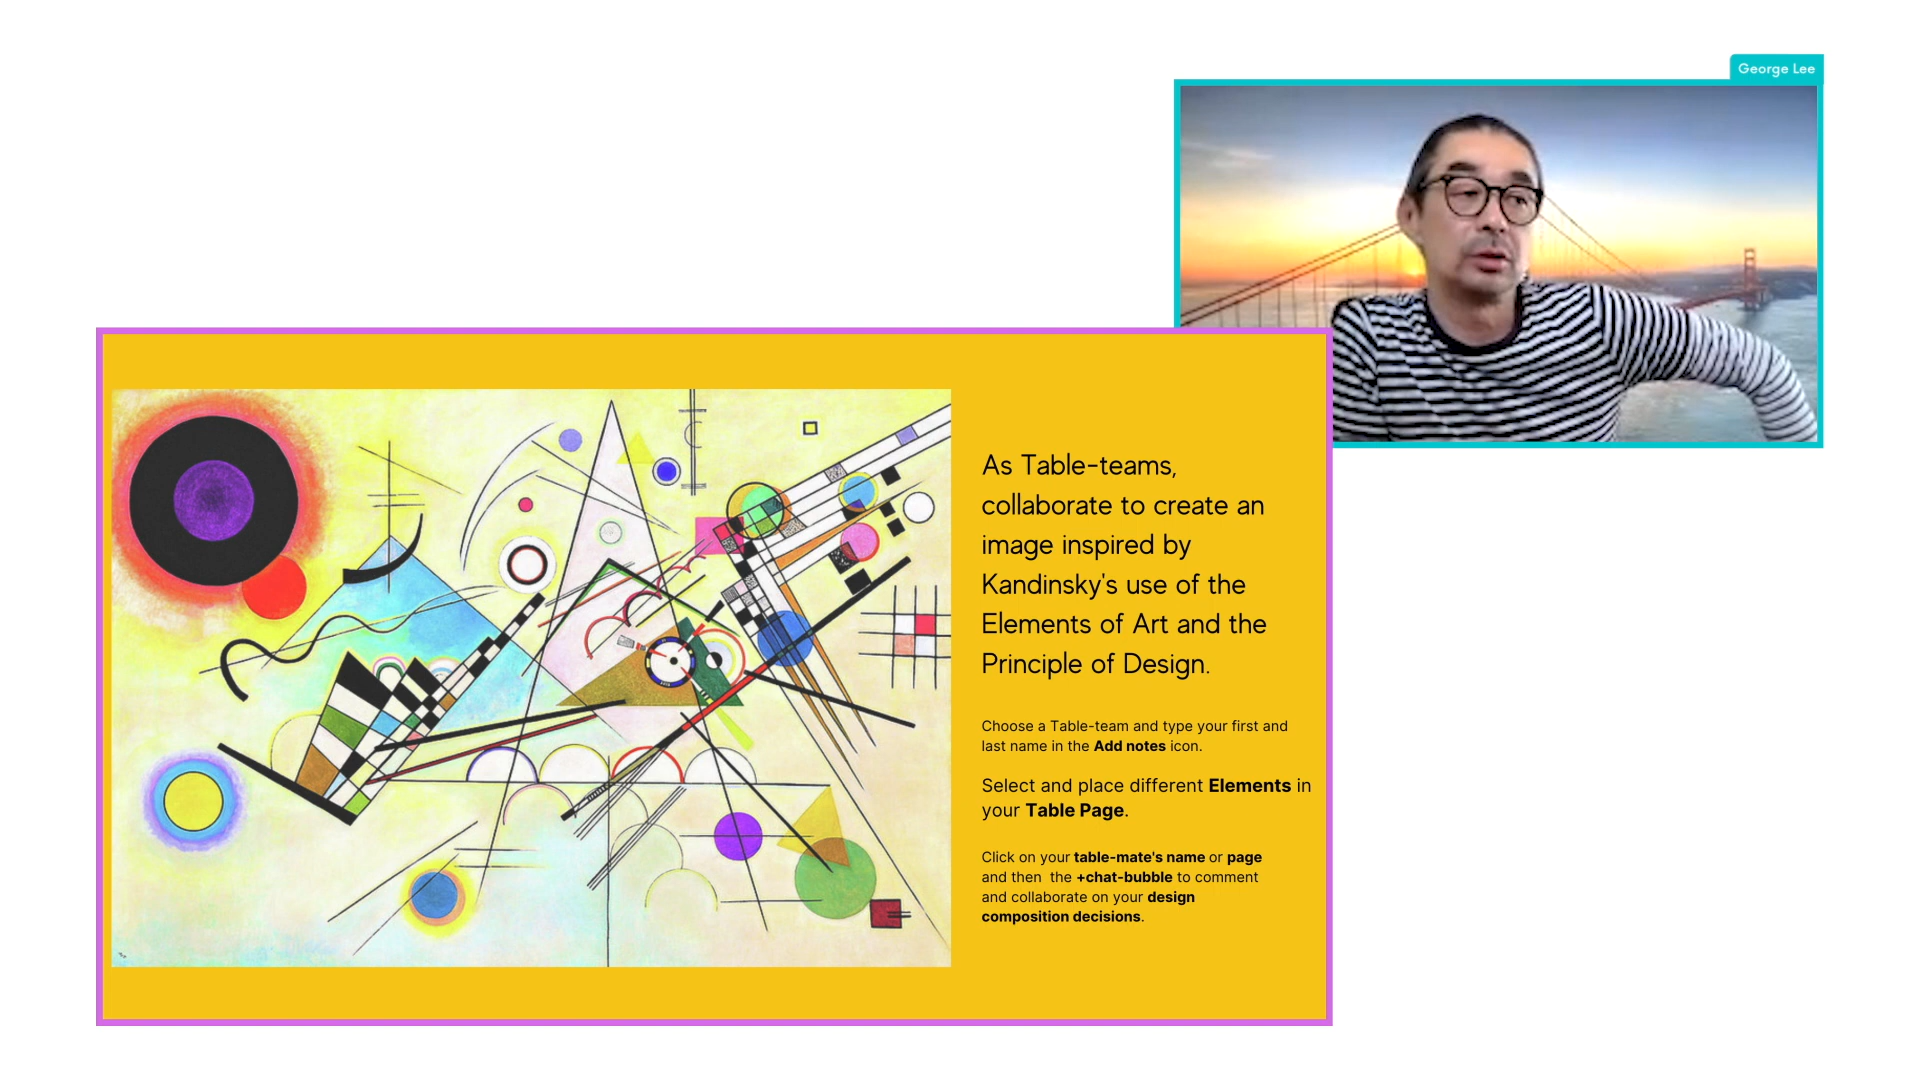 George Lee
As Table-teams,
collaborate to create an
image inspired by
Kandinsky's use of the
Elements of Art and the
Principle of Design.
Choose a Table-team and type your first and
last name in the Add notes icon.
Select and place different Elements in
your Table Page.
Click on your table-mate's name or page
and then  the +chat-bubble to comment
and collaborate on your design
composition decisions.